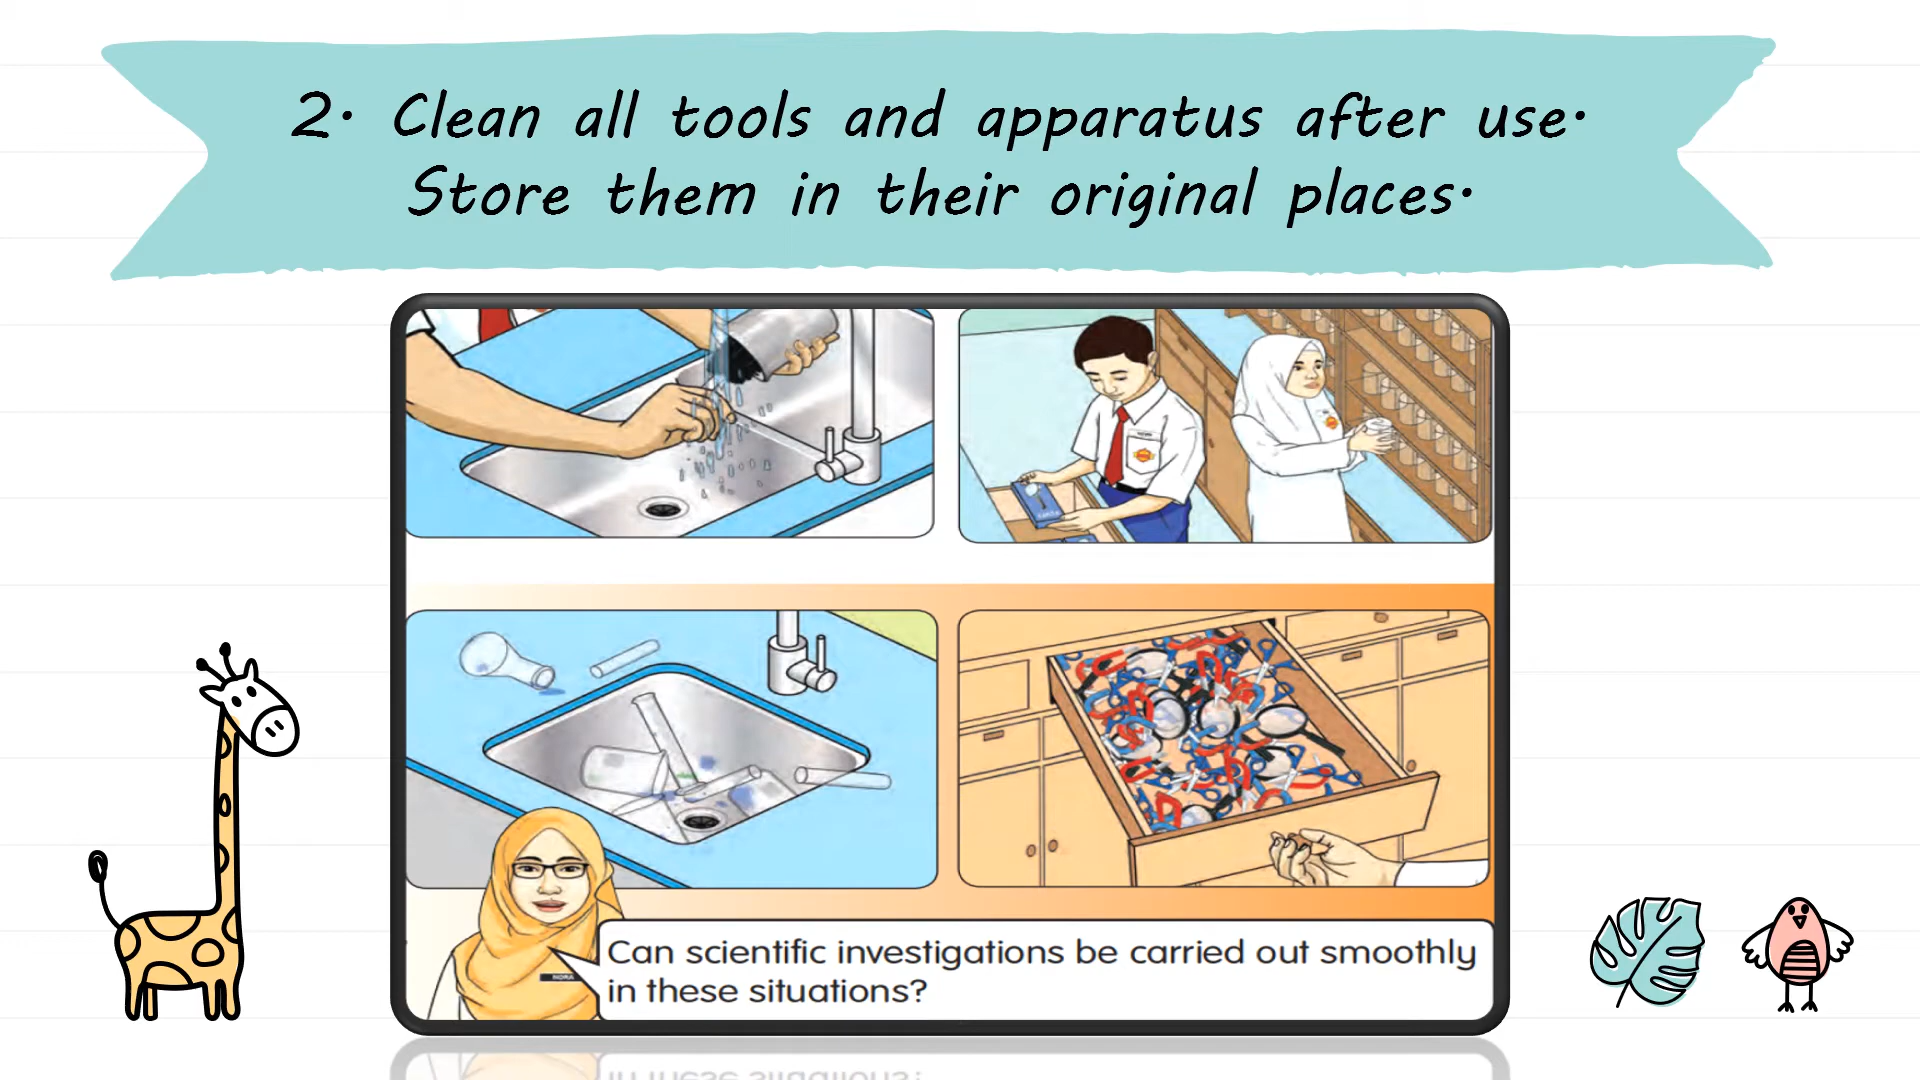 2. Clean all tools and apparatus after use.
Store them in their original places.
NORA
Can scientific investigations be carried out smoothly
in these situations?